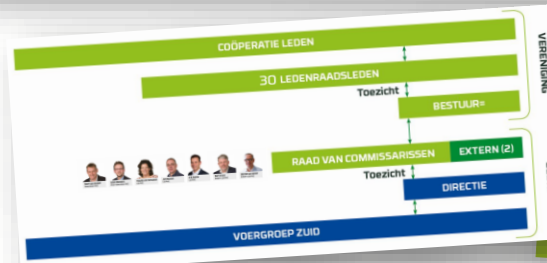 COÖPERATIE LEDEN
30 LEDENRAADSLEDEN
Toezicht
BESTUUR=
VERENIGING
RAAD VAN COMMISSARISSEN
EXTERN (2)
Toezicht
DIRECTIE
VOERGROEP ZUID